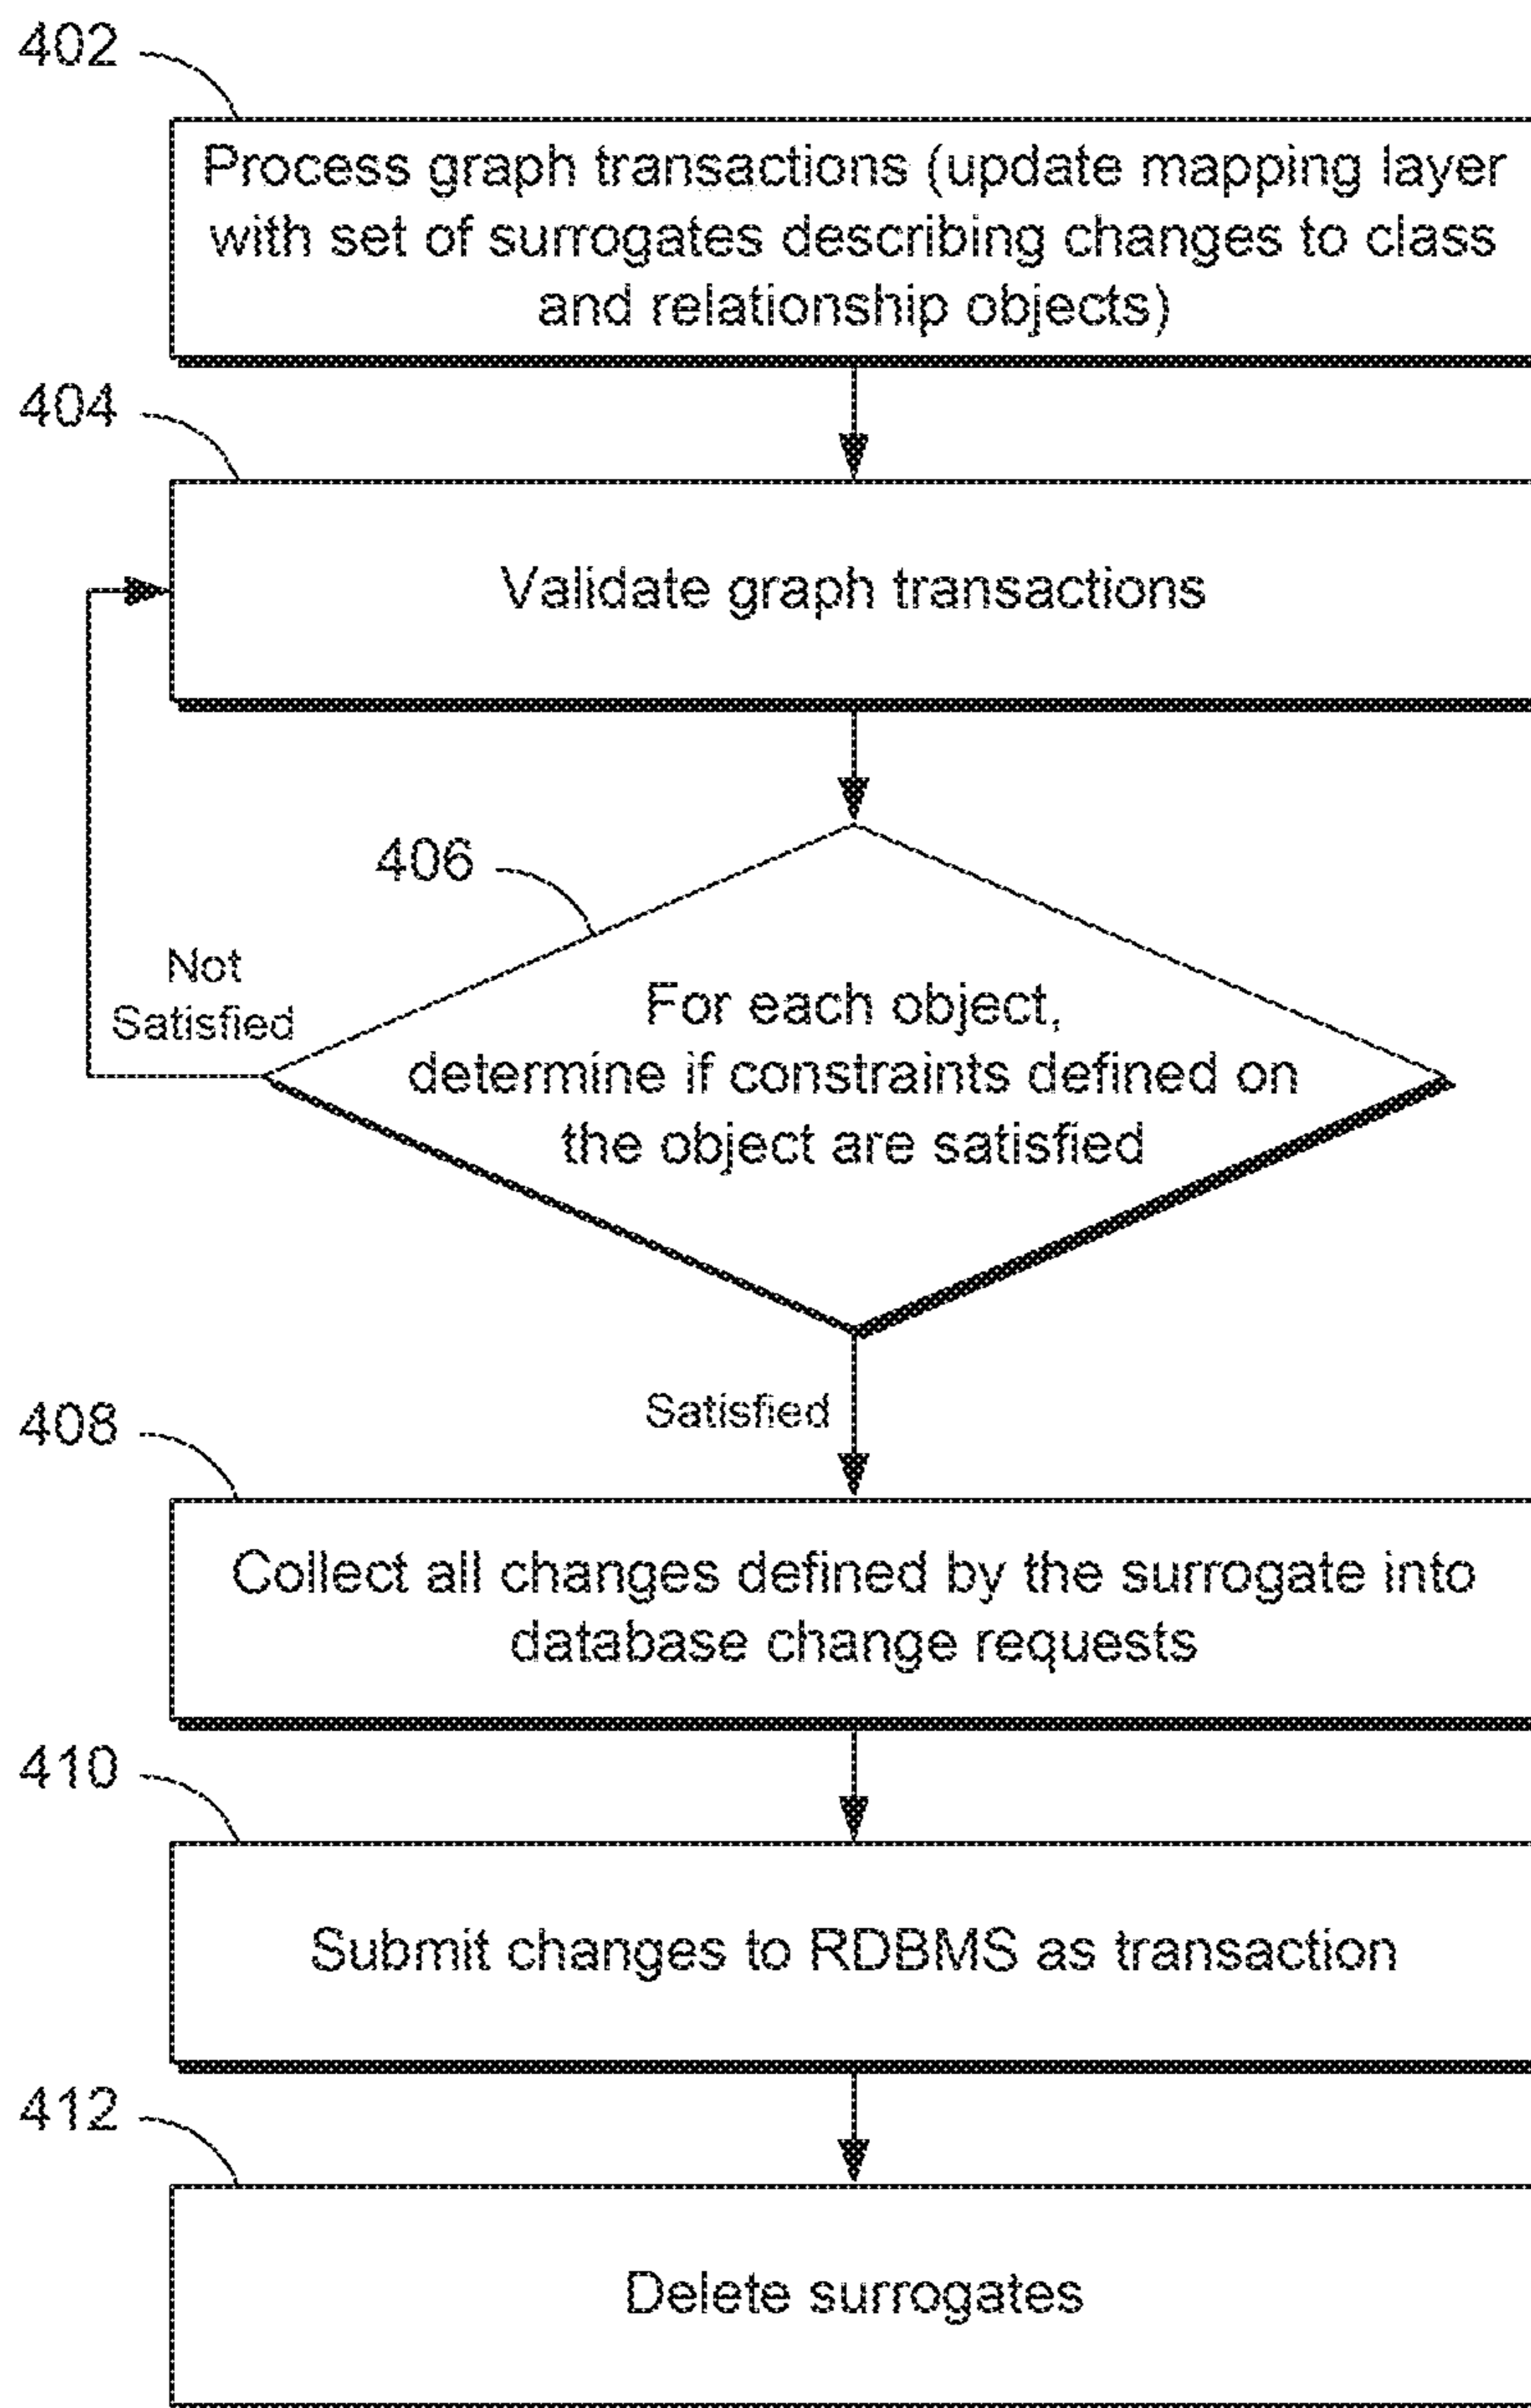 402
Process graph transactions (update mapping layer
with set of surrogates describing changes to class
and relationship objects)
404
Validate graph transactions
406
Not
Satisfied
For each object,
determine if constraints defined on
the object are satisfied
Satisfied
408
Collect all changes defined by the surrogate into
database change requests
410
Submit changes to RDBMS as transaction
412
Delete surrogates